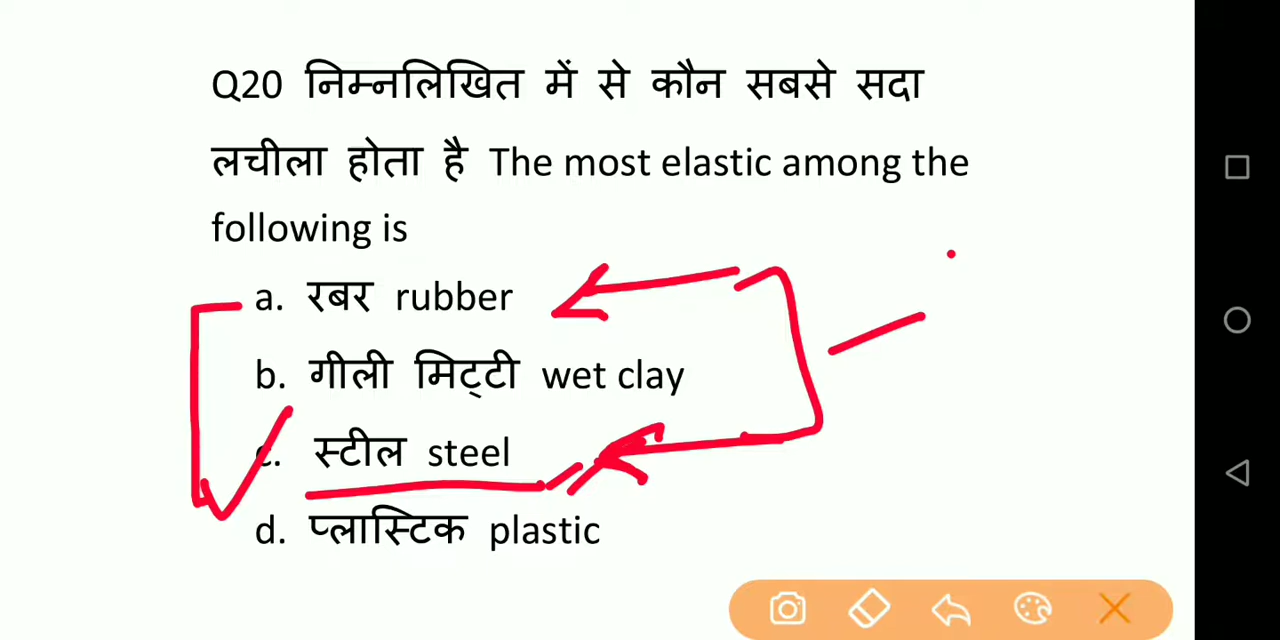 Q20 निम्नलिखित में से कौन सबसे सदा
लचीला होता है The most elastic among the
following is
a. रबर rubber
b. गीली मिट्‌टी wet clay
c. स्टील steel
d. प्लास्टिक plastic